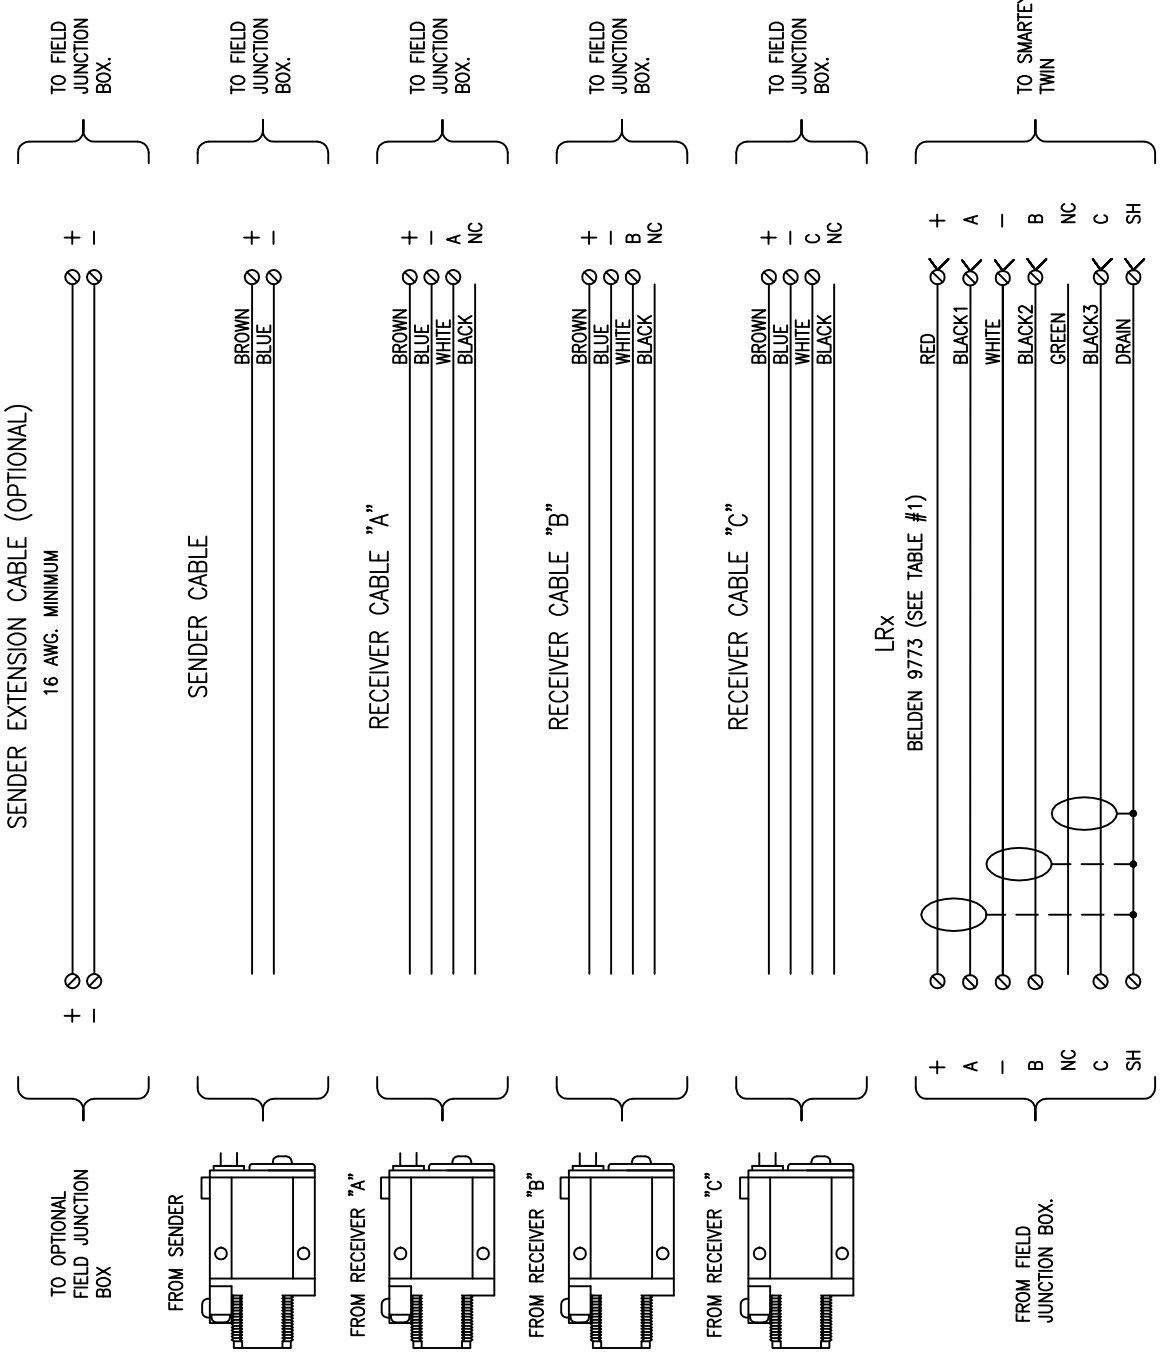 SENDER EXTENSION CABLE (OPTIONAL)
16 AWG. MINIMUM
TO OPTIONAL
FIELD JUNCTION
BOX
+
−
+
−
TO FIELD
JUNCTION
BOX.
SENDER CABLE
FROM SENDER
BROWN
BLUE
+
−
TO FIELD
JUNCTION
BOX.
RECEIVER CABLE "A"
FROM RECEIVER "A"
BROWN
BLUE
WHITE
BLACK
+
−
A
NC
TO FIELD
JUNCTION
BOX.
RECEIVER CABLE "B"
FROM RECEIVER "B"
BROWN
BLUE
WHITE
BLACK
+
−
B
NC
TO FIELD
JUNCTION
BOX.
RECEIVER CABLE "C"
FROM RECEIVER "C"
BROWN
BLUE
WHITE
BLACK
+
−
C
NC
TO FIELD
JUNCTION
BOX.
LRx
BELDEN 9773 (SEE TABLE #1)
FROM FIELD
JUNCTION BOX.
+
A
−
B
NC
C
SH
RED
BLACK1
WHITE
BLACK2
GREEN
BLACK3
DRAIN
+
A
−
B
NC
C
SH
TO SMARTEY
TWIN